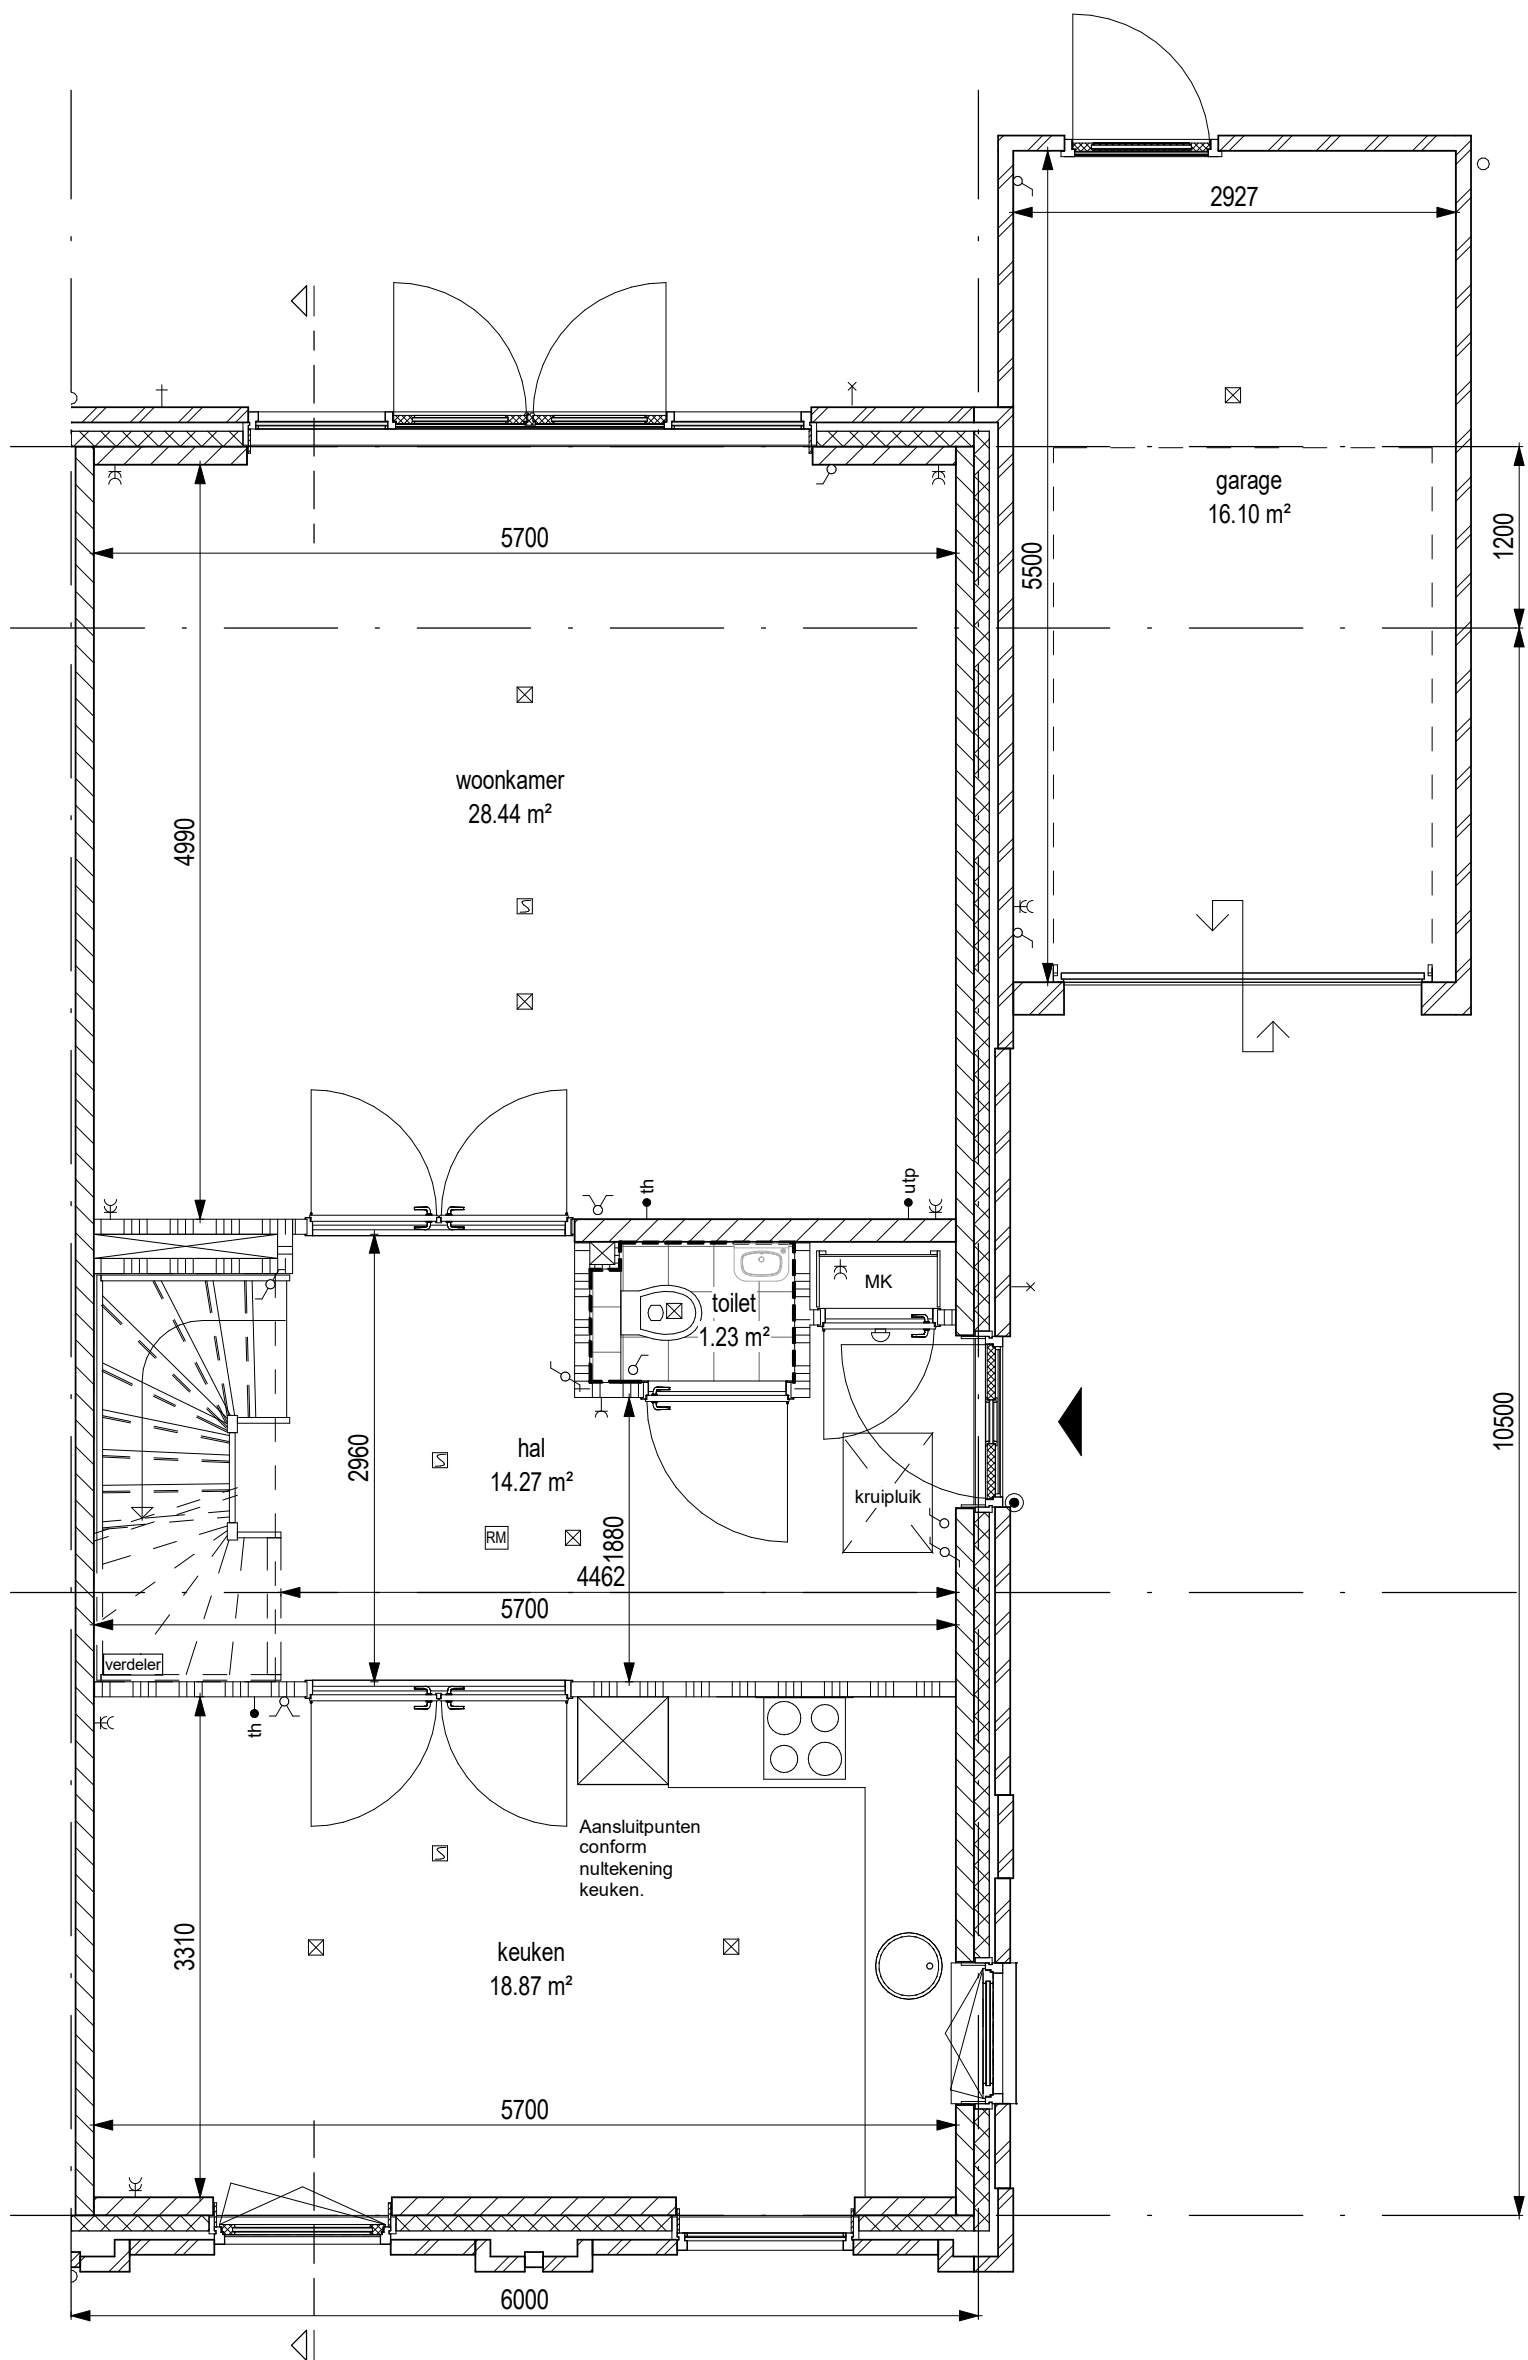 2927
garage
16.10 m²
5500
1200
5700
woonkamer
28.44 m²
4990
th
utp
MK
toilet
1.23 m²
2960
hal
14.27 m²
kruipluik
RM
1880
4462
5700
10500
verdeler
th
Aansluitpunten
conform
nultekening
keuken.
3310
keuken
18.87 m²
5700
6000